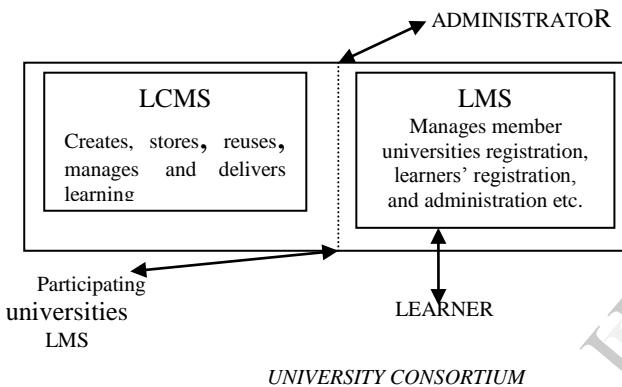 ADMINISTRATOR
LCMS
Creates, stores, reuses,
manages and delivers
learning
LMS
Manages member
universities registration,
learners' registration,
and administration etc.
Participating
universities
LMS
LEARNER
UNIVERSITY CONSORTIUM